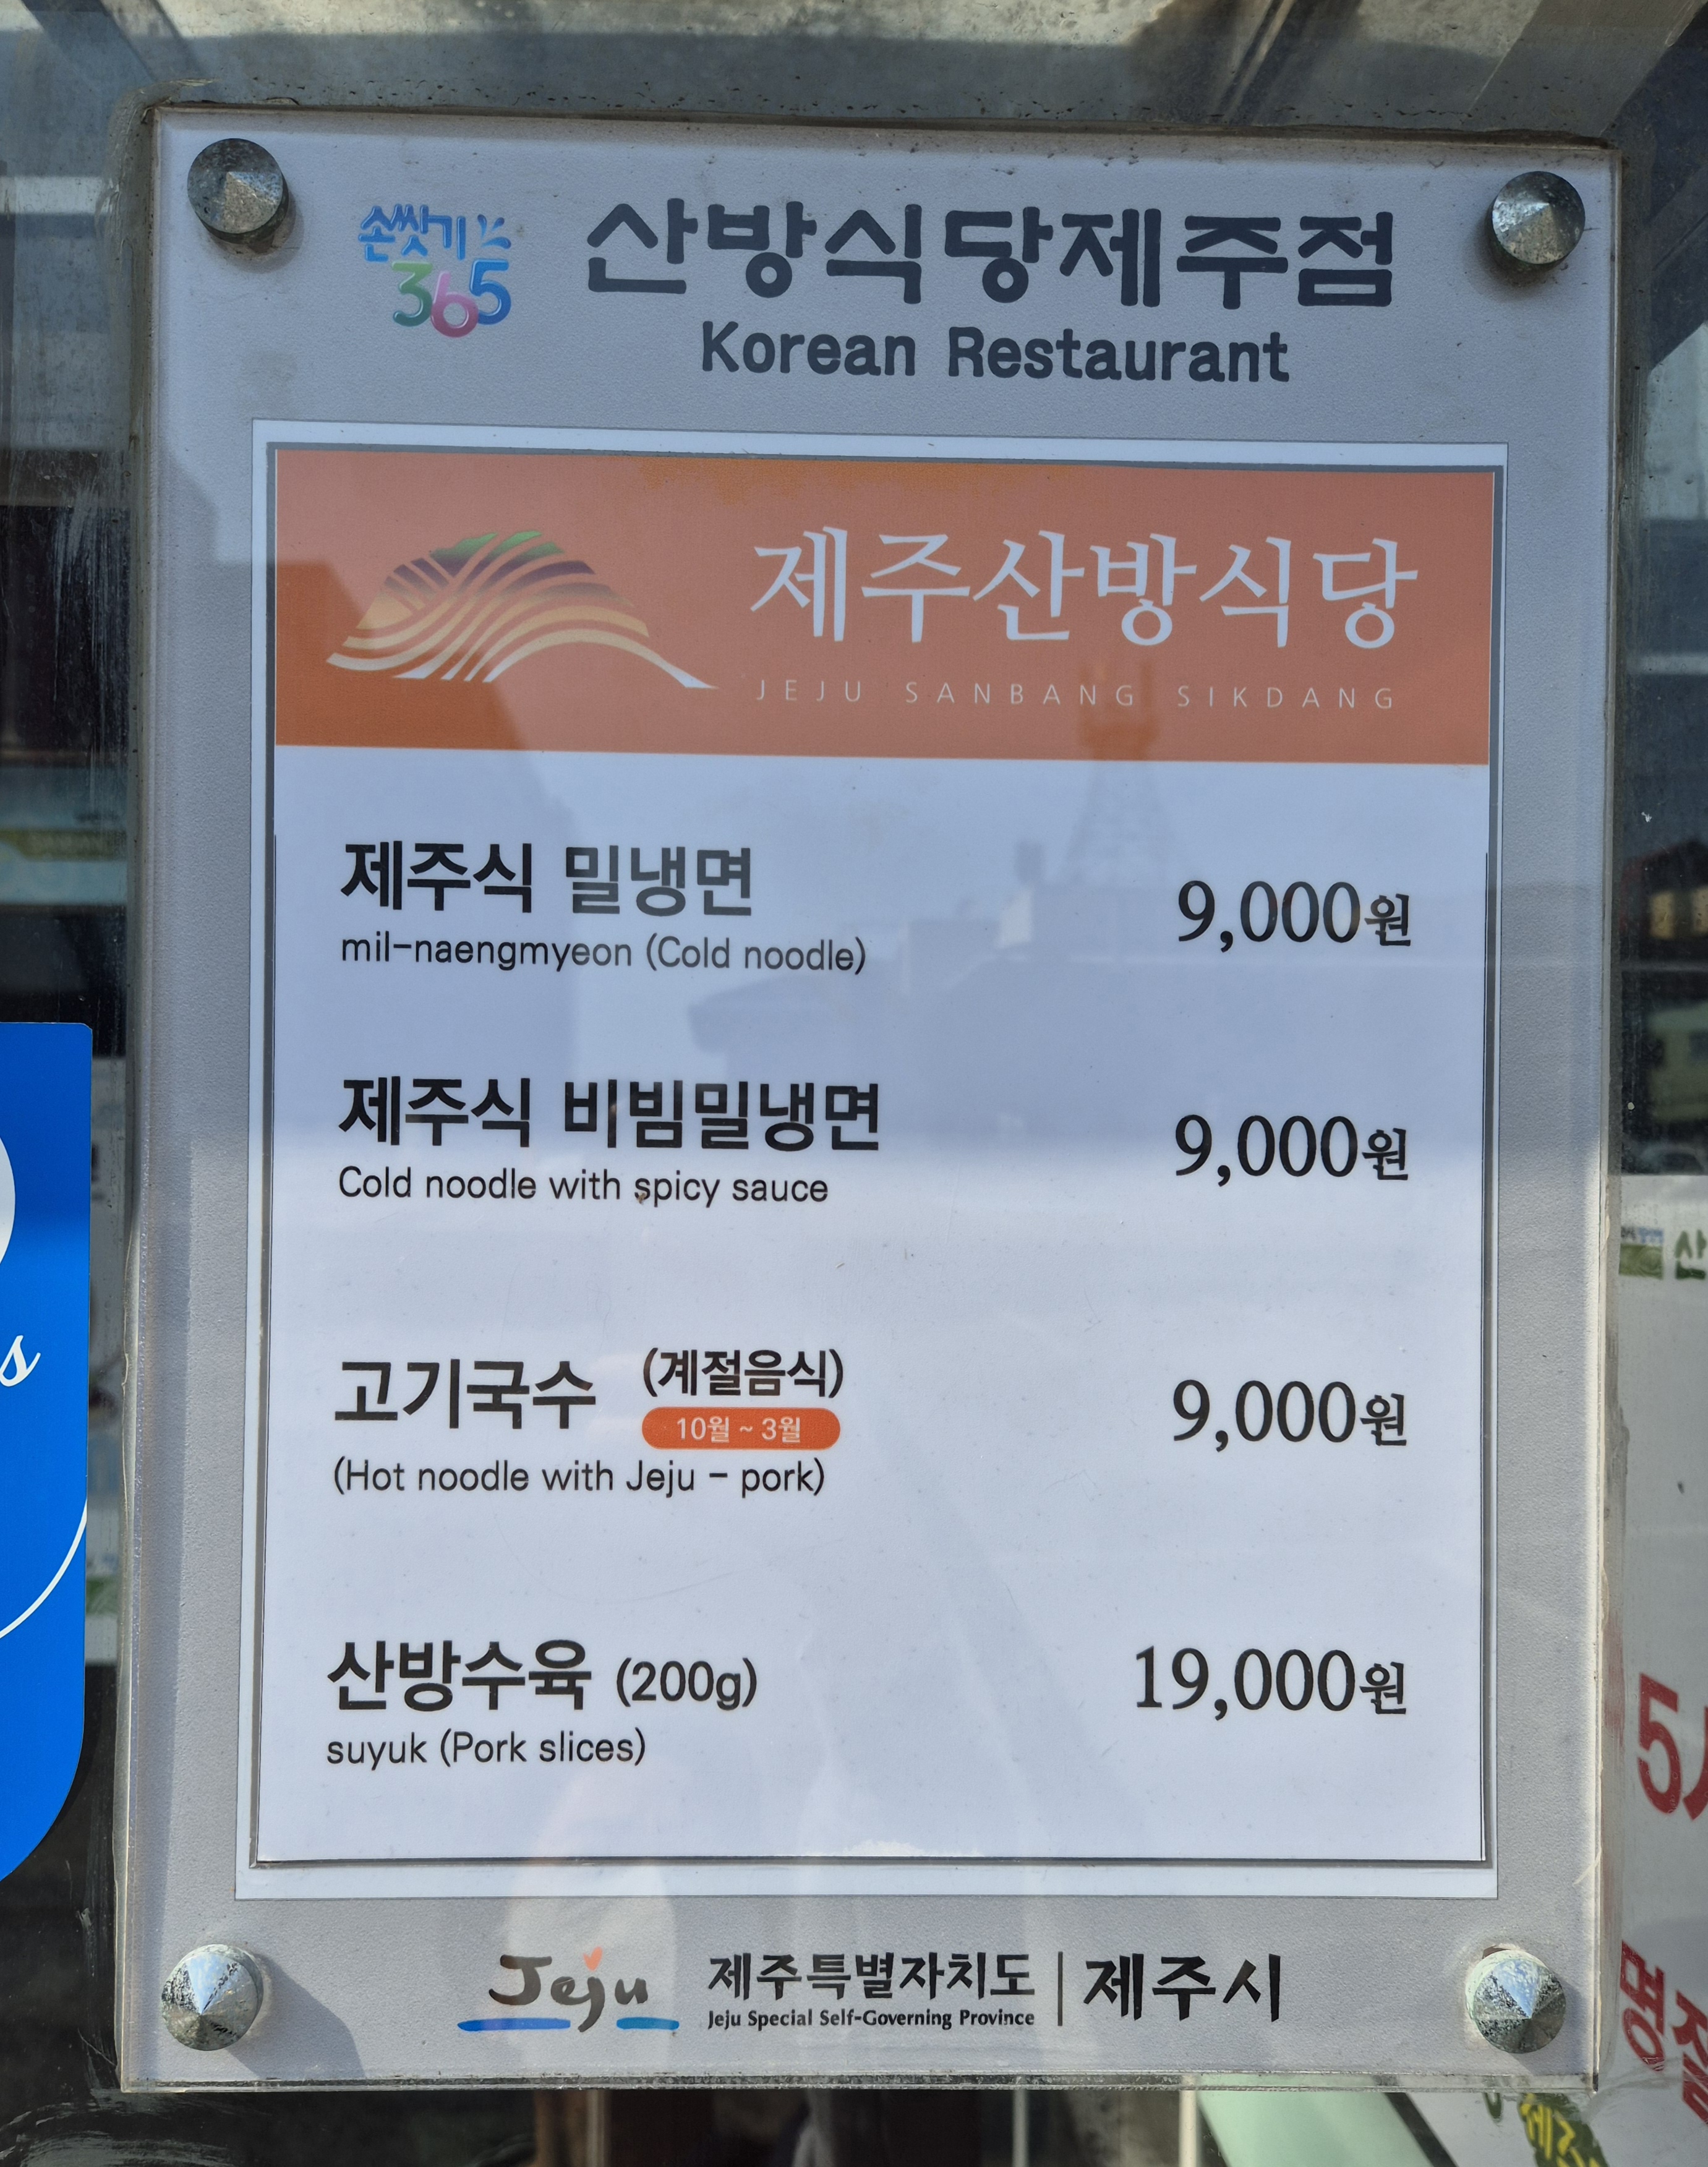 손씻기
365
산방식당제주점
Korean Restaurant
제주산방식당
JEJU SANBANG SIKDANG
제주식 밀냉면 9,000원
mil-naengmyeon (Cold noodle)
제주식 비빔밀냉면 9,000원
Cold noodle with spicy sauce
고기국수 (계절음식) 9,000원
10월 ~ 3월
(Hot noodle with Jeju - pork)
산방수육 (200g) 19,000원
suyuk (Pork slices)
Jeju 제주특별자치도 | 제주시
Jeju Special Self-Governing Province
s
산
5
명절